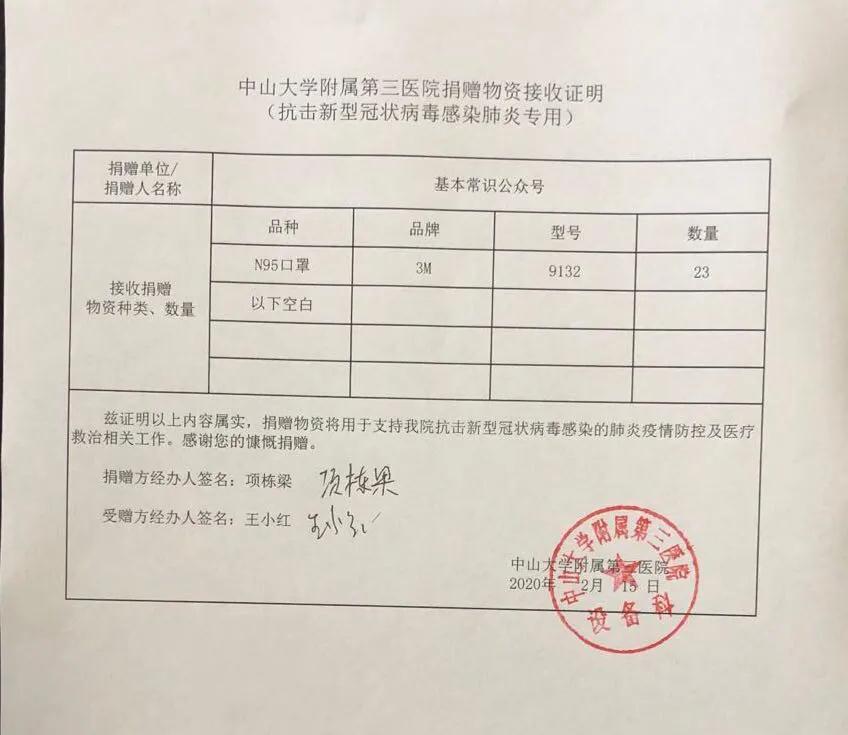 中山大学附属第三医院捐赠物资接收证明
（抗击新型冠状病毒感染肺炎专用）
捐赠单位/
捐赠人名称
基本常识公众号
接收捐赠
物资种类、数量
品种 品牌 型号 数量
N95口罩 3M 9132 23
以下空白
兹证明以上内容属实，捐赠物资将用于支持我院抗击新型冠状病毒感染的肺炎疫情防控及医疗
救治相关工作。感谢您的慷慨捐赠。
捐赠方经办人签名：项栋梁 项栋梁
受赠方经办人签名：王小红 王小红
中山大学附属第三医院
2020年 2月 15 日
中山大学附属第三医院
设备科